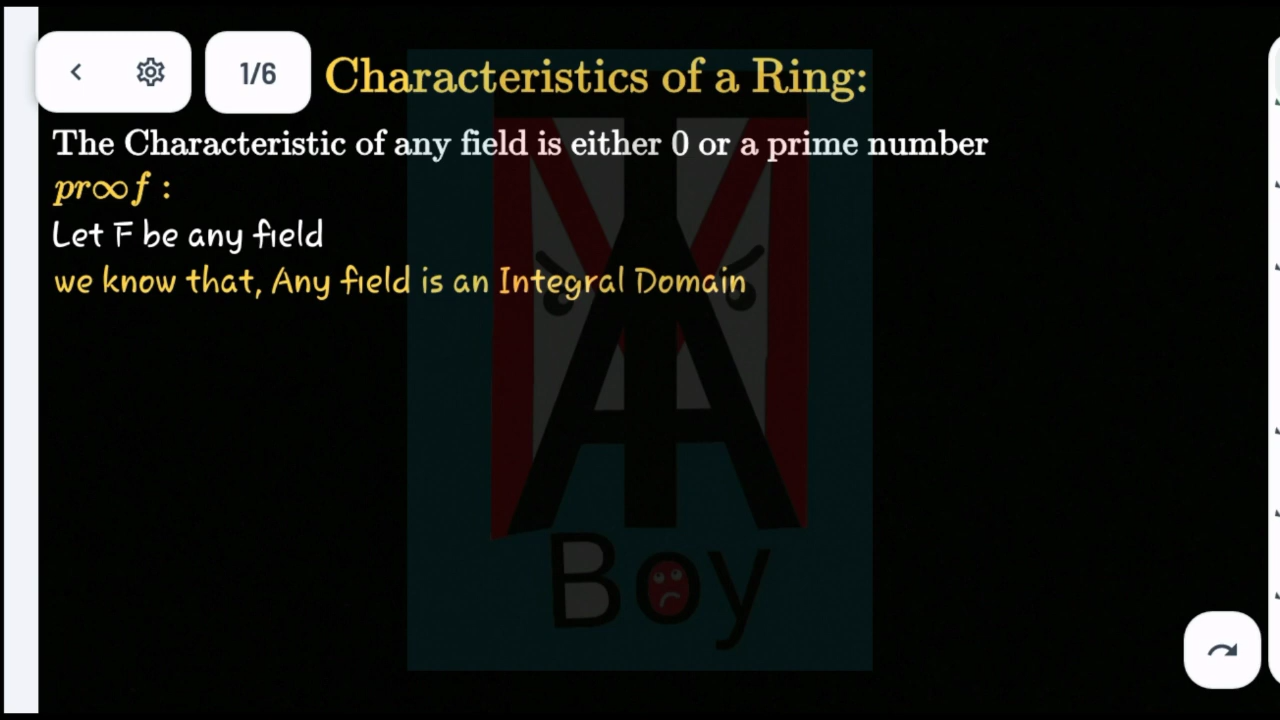 1/6
Characteristics of a Ring:
The Characteristic of any field is either 0 or a prime number
pr∞f :
Let F be any field
we know that, Any field is an Integral Domain
Boy